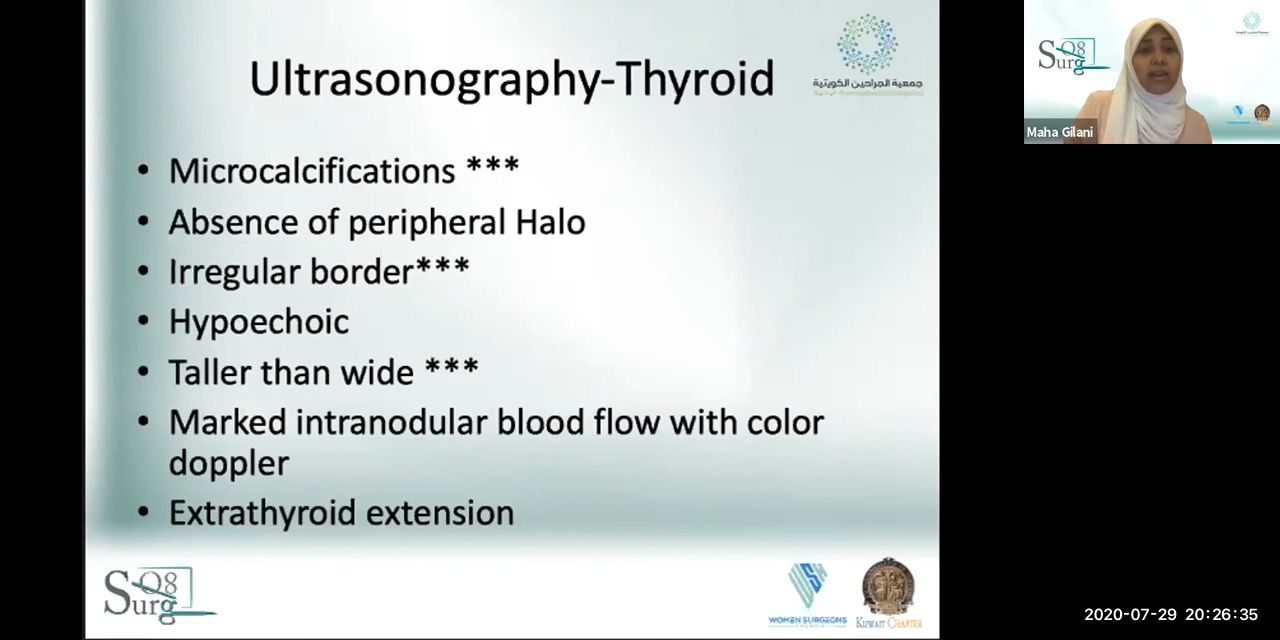 Ultrasonography-Thyroid
جمعية الجراحين الكويتية
• Microcalcifications ***
• Absence of peripheral Halo
• Irregular border***
• Hypoechoic
• Taller than wide ***
• Marked intranodular blood flow with color
doppler
• Extrathyroid extension
Q8
Surg
WOMEN SURGEONS
KUWAIT CHAPTER
Q8
Surg
Maha Gilani
2020-07-29 20:26:35